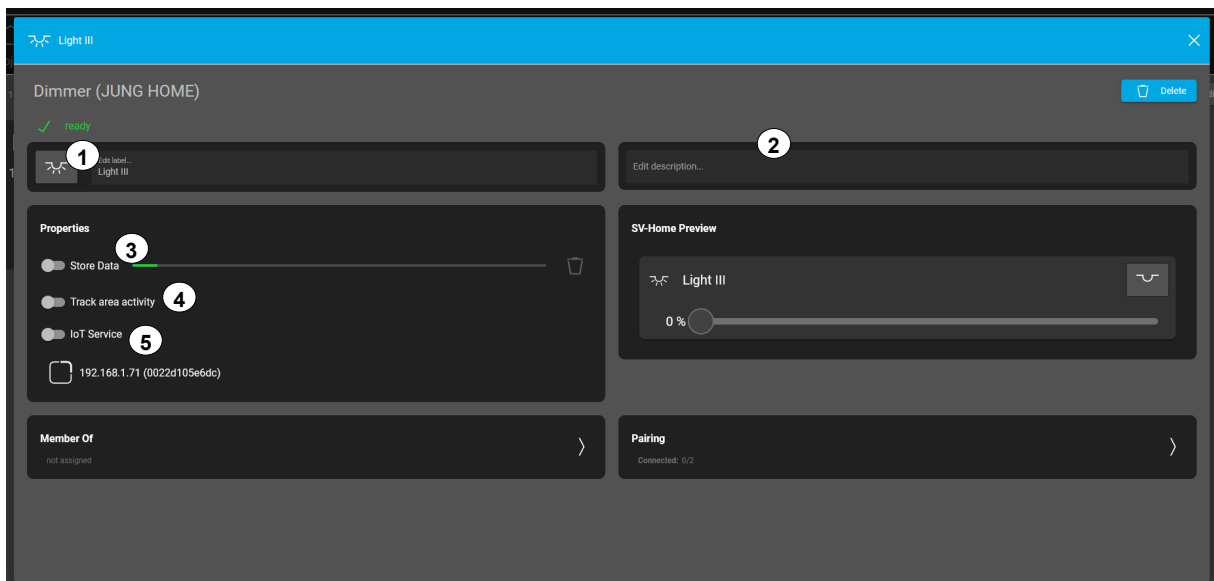 Light III
Dimmer (JUNG HOME)
Delete
ready
1
Edit label...
Light III
2
Edit description...
Properties
3
Store Data
Track area activity
4
IoT Service
5
192.168.1.71 (0022d105e6dc)
SV-Home Preview
Light III
0 %
Member Of
not assigned
Pairing
Connected: 0/2